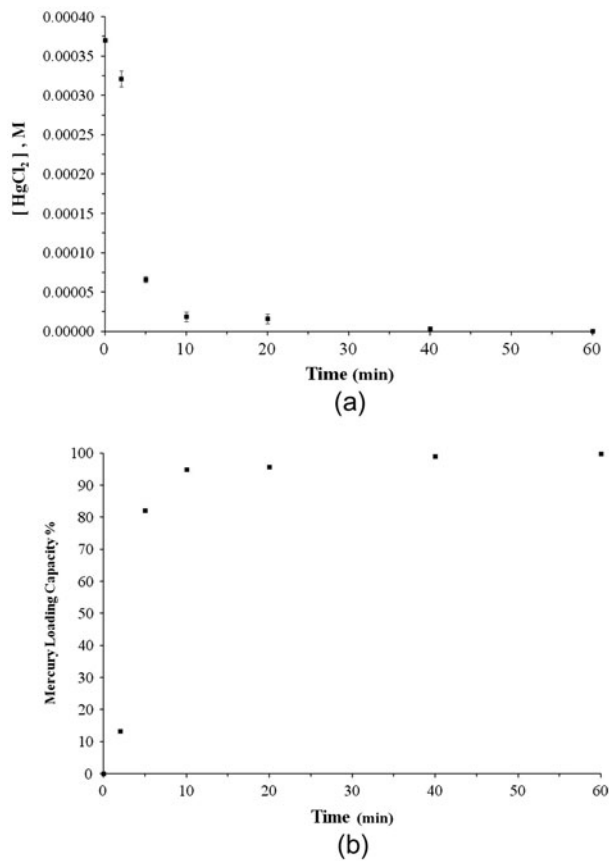 0.00040
0.00035
0.00030
0.00025
0.00020
0.00015
0.00010
0.00005
0.00000
[HgCl₂] , M
0 10 20 30 40 50 60
Time (min)
(a)
100
90
80
70
60
50
40
30
20
10
0
Mercury Loading Capacity %
0 10 20 30 40 50 60
Time (min)
(b)